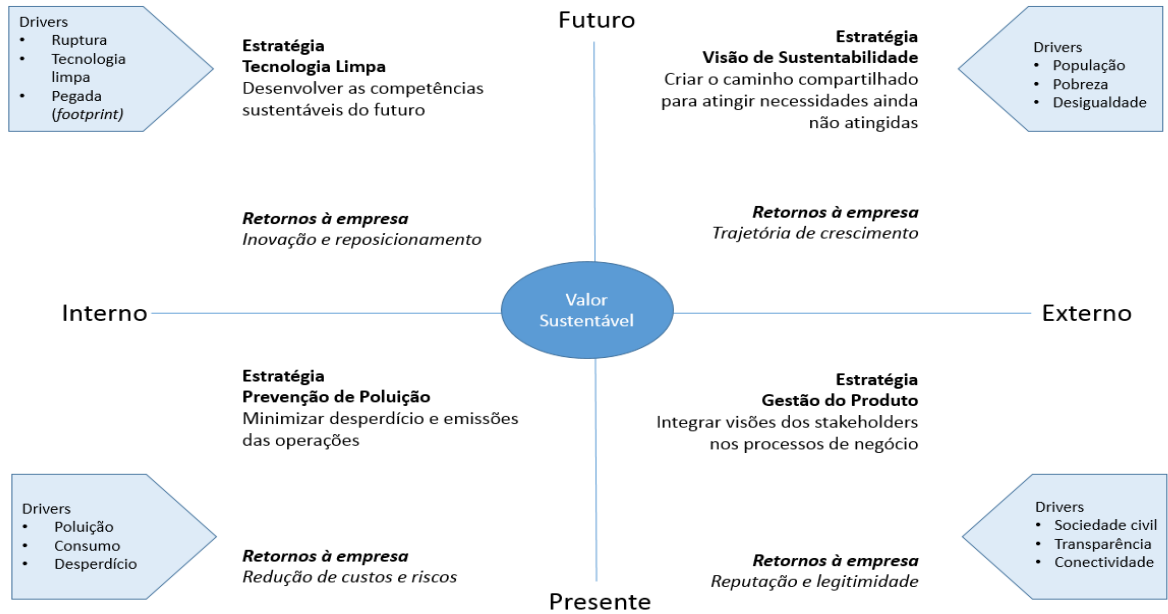 Futuro
Drivers
• Ruptura
• Tecnologia
limpa
• Pegada
(footprint)
Estratégia
Tecnologia Limpa
Desenvolver as competências
sustentáveis do futuro
Retornos à empresa
Inovação e reposicionamento
Estratégia
Visão de Sustentabilidade
Criar o caminho compartilhado
para atingir necessidades ainda
não atingidas
Retornos à empresa
Trajetória de crescimento
Drivers
• População
• Pobreza
• Desigualdade
Interno
Valor
Sustentável
Externo
Drivers
• Poluição
• Consumo
• Desperdício
Estratégia
Prevenção de Poluição
Minimizar desperdício e emissões
das operações
Retornos à empresa
Redução de custos e riscos
Estratégia
Gestão do Produto
Integrar visões dos stakeholders
nos processos de negócio
Retornos à empresa
Reputação e legitimidade
Drivers
• Sociedade civil
• Transparência
• Conectividade
Presente